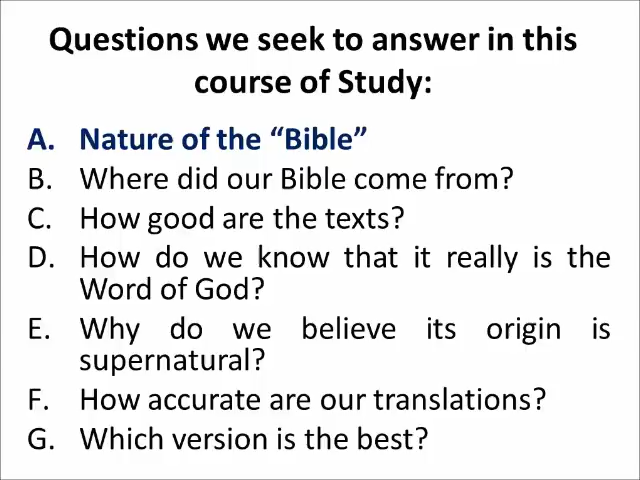 Questions we seek to answer in this
course of Study:
A. Nature of the “Bible”
B. Where did our Bible come from?
C. How good are the texts?
D. How do we know that it really is the
Word of God?
E. Why do we believe its origin is
supernatural?
F. How accurate are our translations?
G. Which version is the best?